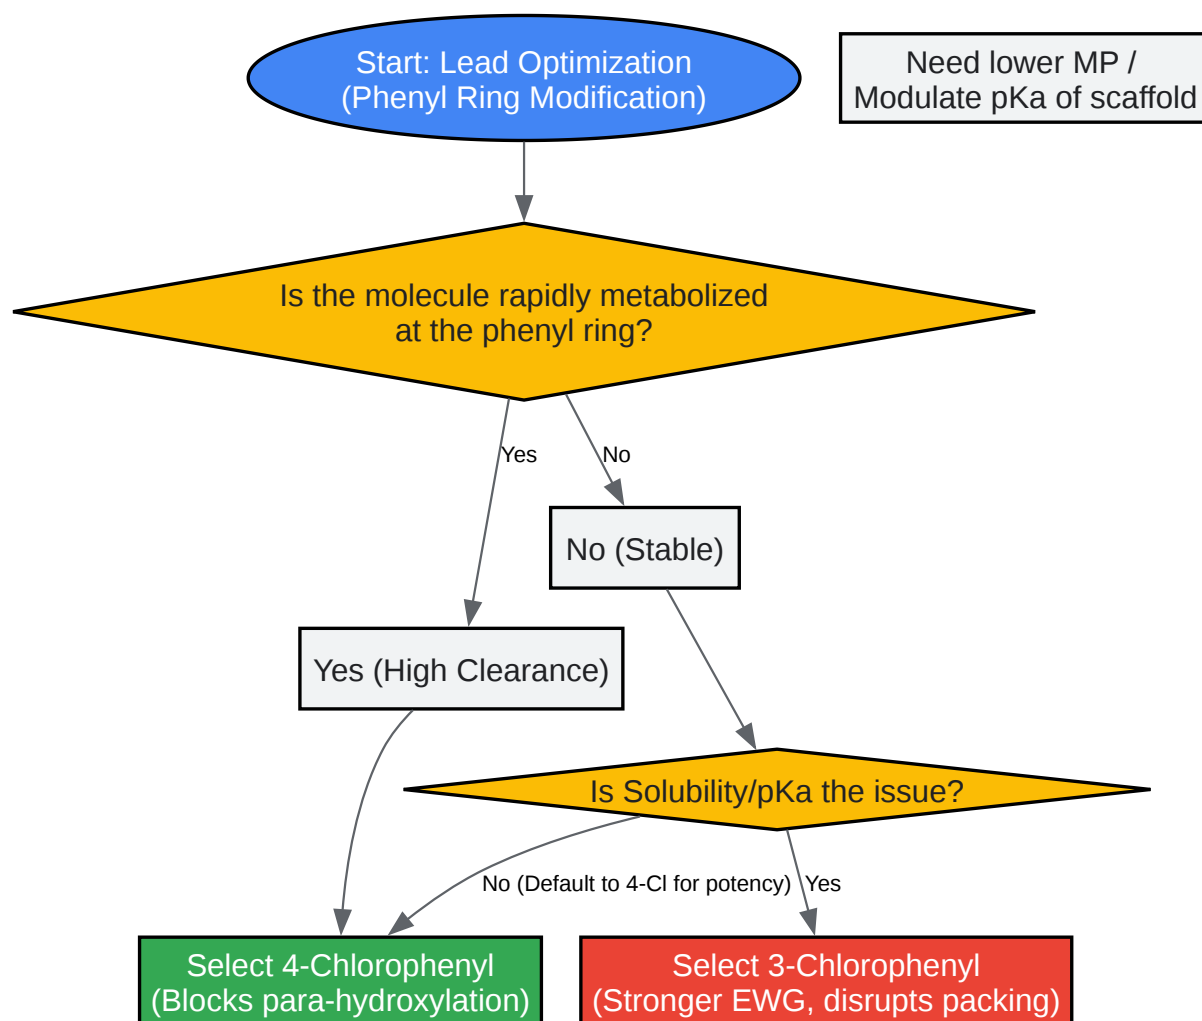 Start: Lead Optimization
(Phenyl Ring Modification)
Need lower MP /
Modulate pKa of scaffold
Is the molecule rapidly metabolized
at the phenyl ring?
Yes
No
No (Stable)
Yes (High Clearance)
Is Solubility/pKa the issue?
No (Default to 4-Cl for potency)
Yes
Select 4-Chlorophenyl
(Blocks para-hydroxylation)
Select 3-Chlorophenyl
(Stronger EWG, disrupts packing)